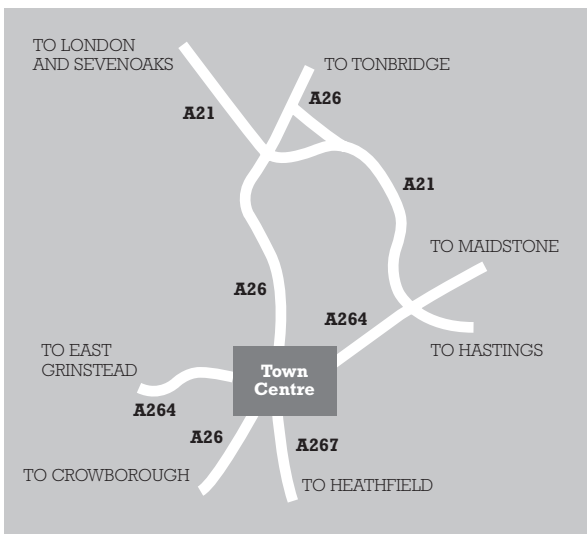 TO LONDON
AND SEVENOAKS
TO TONBRIDGE
A26
A21
A21
TO MAIDSTONE
A26
A264
TO EAST
GRINSTEAD
TO HASTINGS
Town
Centre
A264
A26
A267
TO CROWBOROUGH
TO HEATHFIELD